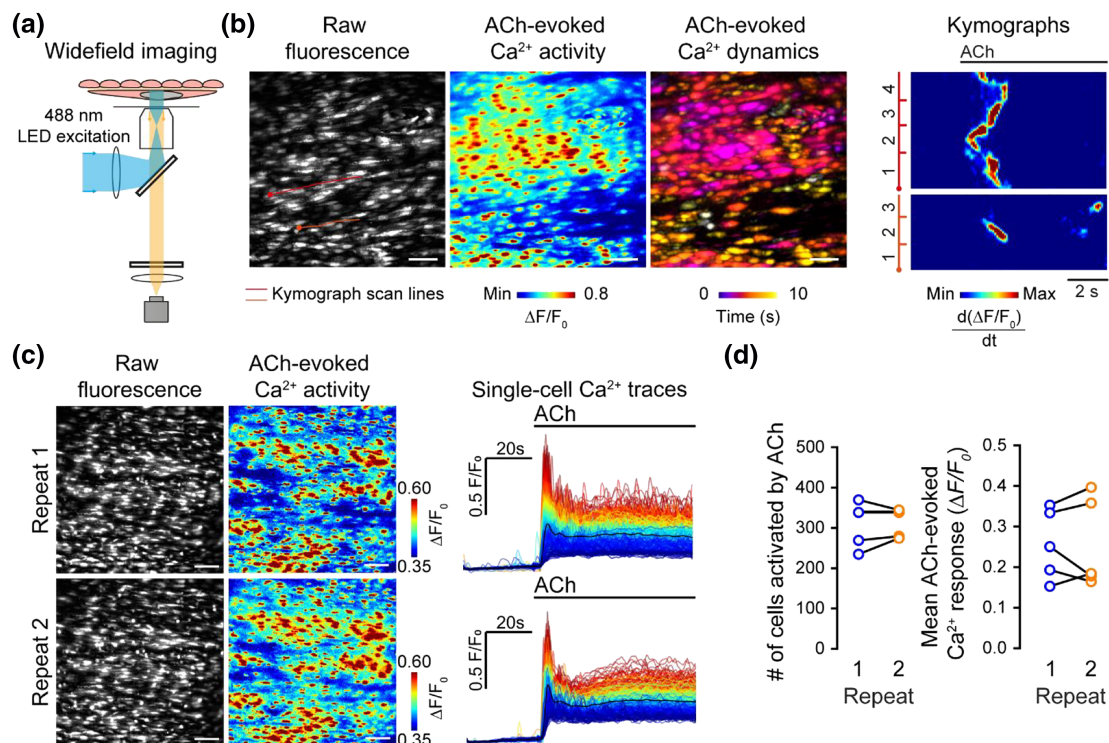 (a)
Widefield imaging
488 nm
LED excitation
(b)
Raw
fluorescence
ACh-evoked
Ca²⁺ activity
ACh-evoked
Ca²⁺ dynamics
Kymographs
ACh
4
3
2
1
3
2
1
Kymograph scan lines
Min 0.8
ΔF/F₀
0 10
Time (s)
Min Max
d(ΔF/F₀)
dt
2 s
(c)
Raw
fluorescence
ACh-evoked
Ca²⁺ activity
Single-cell Ca²⁺ traces
Repeat 1
0.60
ΔF/F₀
0.35
ACh
20s
0.5 F/F₀
Repeat 2
0.60
ΔF/F₀
0.35
ACh
20s
0.5 F/F₀
(d)
# of cells activated by ACh
500
400
300
200
100
0
1 2
Repeat
Mean ACh-evoked
Ca²⁺ response (ΔF/F₀)
0.5
0.4
0.3
0.2
0.1
0.0
1 2
Repeat